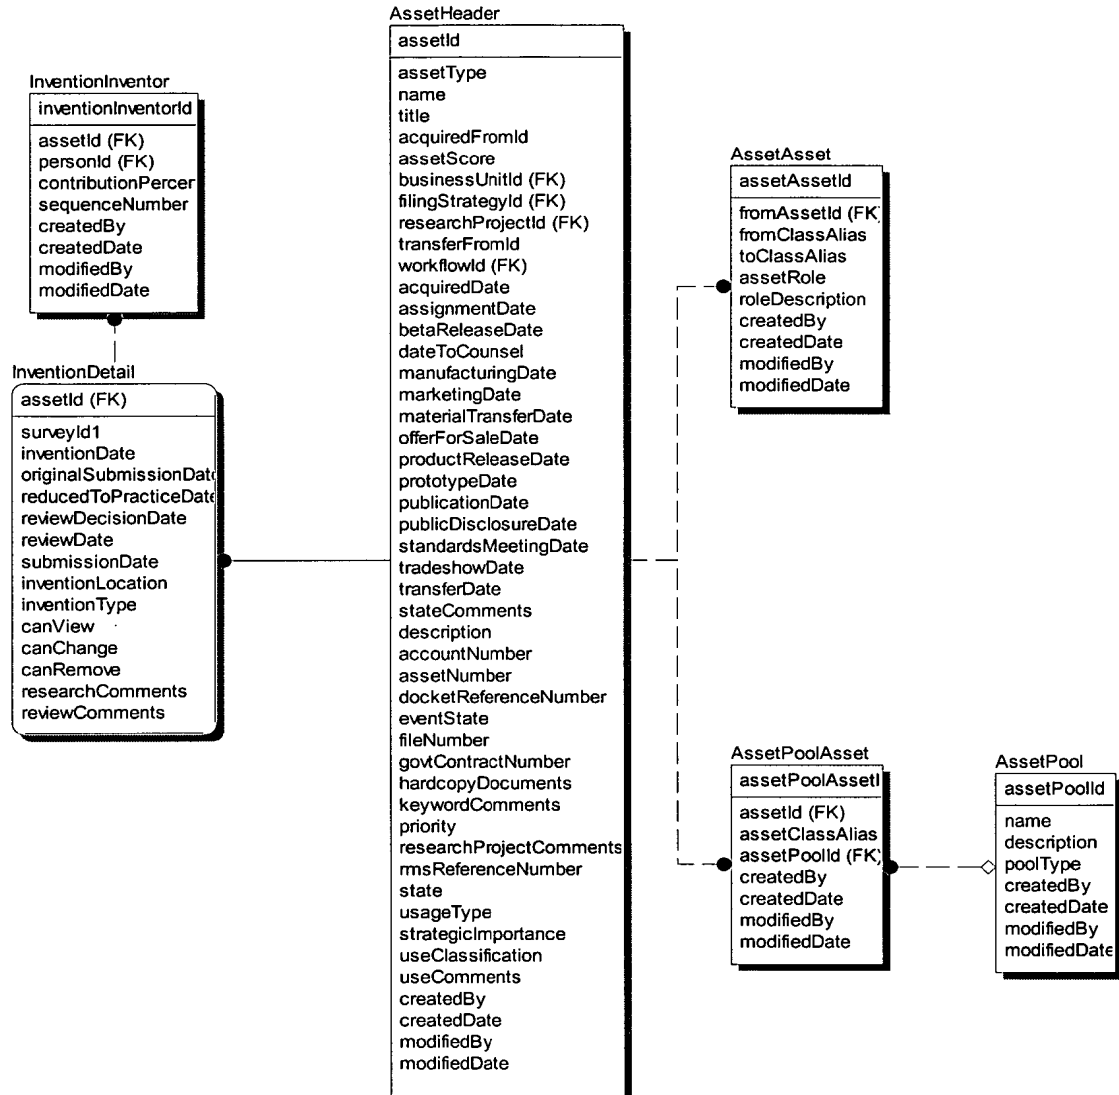 AssetHeader
assetId
assetType
name
title
acquiredFromId
assetScore
businessUnitId (FK)
filingStrategyId (FK)
researchProjectId (FK)
transferFromId
workflowId (FK)
acquiredDate
assignmentDate
betaReleaseDate
dateToCounsel
manufacturingDate
marketingDate
materialTransferDate
offerForSaleDate
productReleaseDate
prototypeDate
publicationDate
publicDisclosureDate
standardsMeetingDate
tradeshowDate
transferDate
stateComments
description
accountNumber
assetNumber
docketReferenceNumber
eventState
fileNumber
govtContractNumber
hardcopyDocuments
keywordComments
priority
researchProjectComments
rmsReferenceNumber
state
usageType
strategicImportance
useClassification
useComments
createdBy
createdDate
modifiedBy
modifiedDate
InventionInventor
inventionInventorId
assetId (FK)
personId (FK)
contributionPercer
sequenceNumber
createdBy
createdDate
modifiedBy
modifiedDate
InventionDetail
assetId (FK)
surveyId1
inventionDate
originalSubmissionDate
reducedToPracticeDate
reviewDecisionDate
reviewDate
submissionDate
inventionLocation
inventionType
canView
canChange
canRemove
researchComments
reviewComments
AssetAsset
assetAssetId
fromAssetId (FK)
fromClassAlias
toClassAlias
assetRole
roleDescription
createdBy
createdDate
modifiedBy
modifiedDate
AssetPoolAsset
assetPoolAssetI
assetId (FK)
assetClassAlias
assetPoolId (FK)
createdBy
createdDate
modifiedBy
modifiedDate
AssetPool
assetPoolId
name
description
poolType
createdBy
createdDate
modifiedBy
modifiedDate